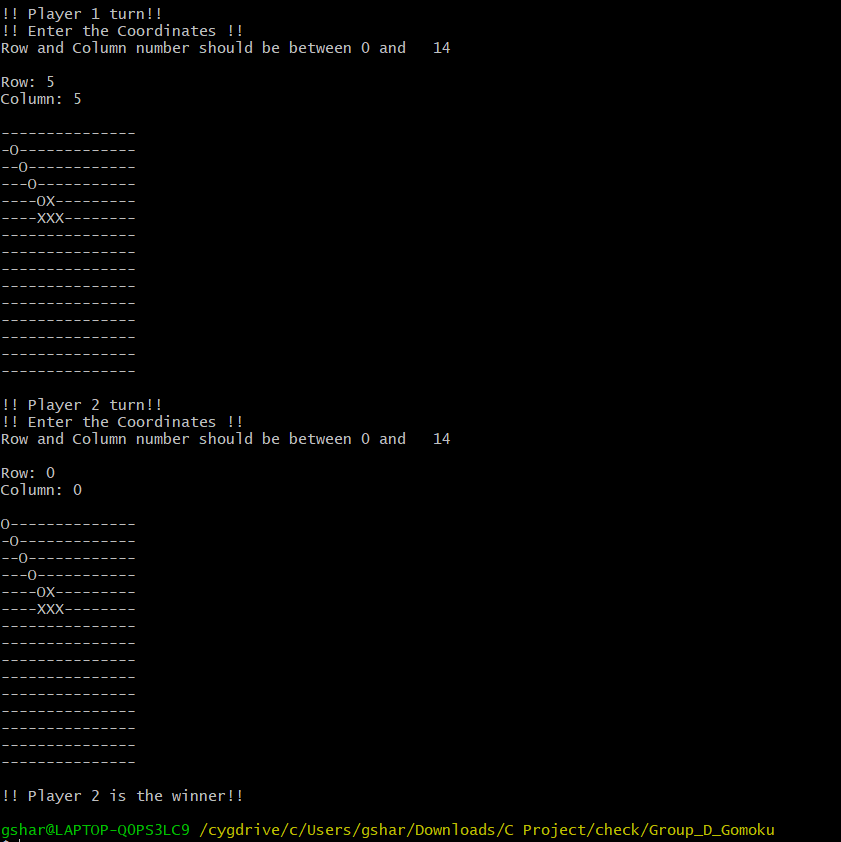 !! Player 1 turn!!
!! Enter the Coordinates !!
Row and Column number should be between 0 and   14
Row: 5
Column: 5
---------------
-O-------------
--O------------
---O-----------
----OX---------
----XXX--------
---------------
---------------
---------------
---------------
---------------
---------------
---------------
---------------
---------------
!! Player 2 turn!!
!! Enter the Coordinates !!
Row and Column number should be between 0 and   14
Row: 0
Column: 0
O--------------
-O-------------
--O------------
---O-----------
----OX---------
----XXX--------
---------------
---------------
---------------
---------------
---------------
---------------
---------------
---------------
---------------
!! Player 2 is the winner!!
gshar@LAPTOP-QOPS3LC9 /cygdrive/c/Users/gshar/Downloads/C Project/check/Group_D_Gomoku